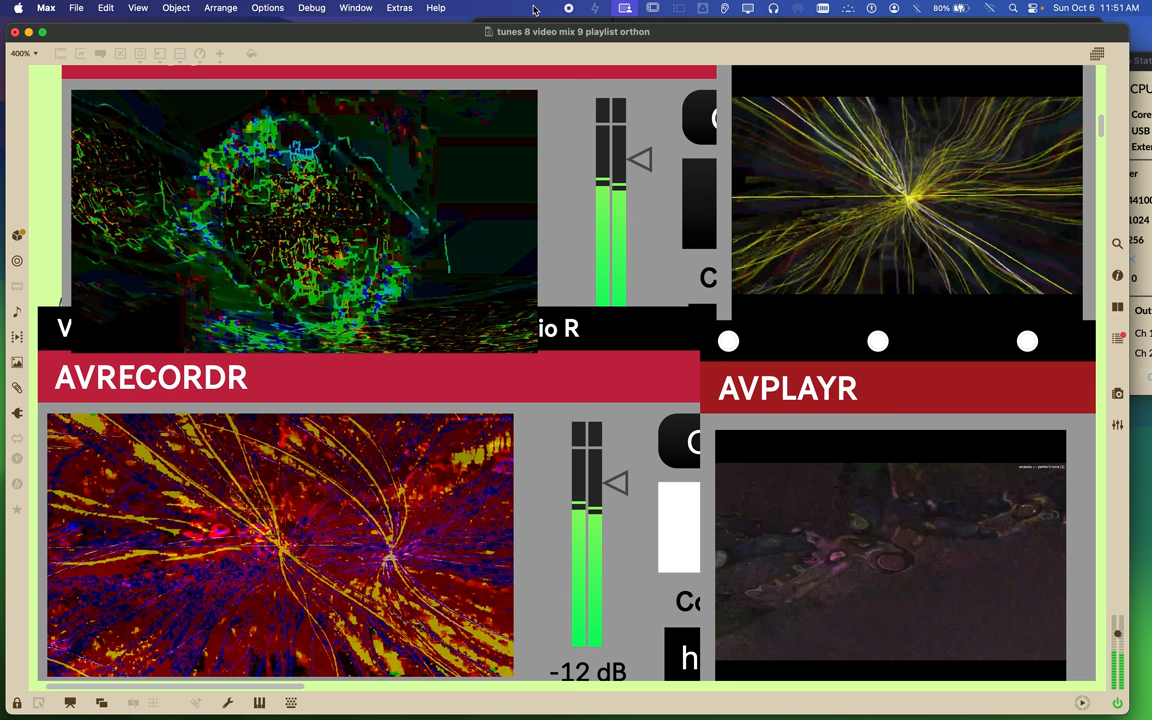 Max File Edit View Object Arrange Options Debug Window Extras Help 80% Sun Oct 6 11:51 AM
tunes 8 video mix 9 playlist orthon
400%
Stat
CPU
Core
USB
Exter
er
44100
1024
256
0
Out
Ch 1
Ch 2
C
V
io R
AVRECORDR
AVPLAYR
Co
h
-12 dB